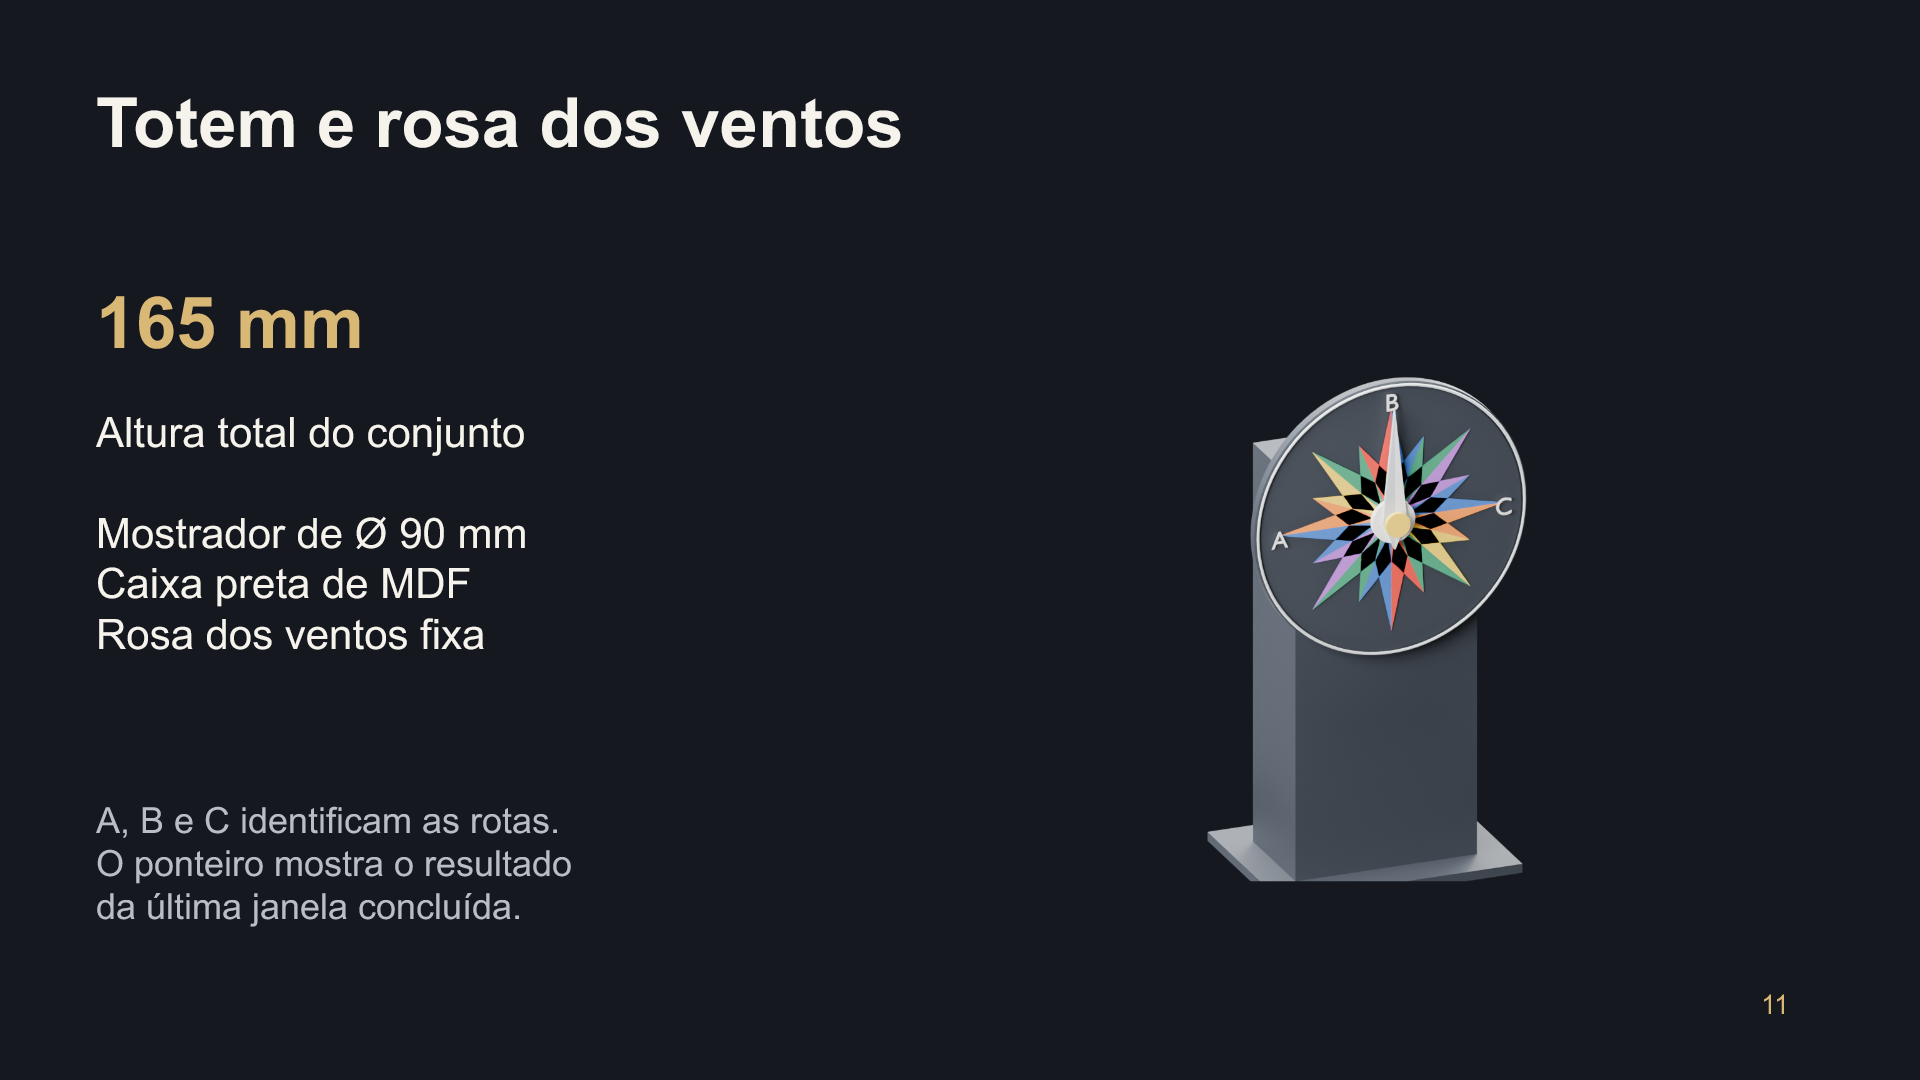 Totem e rosa dos ventos
165 mm
Altura total do conjunto
Mostrador de Ø 90 mm
Caixa preta de MDF
Rosa dos ventos fixa
A, B e C identificam as rotas.
O ponteiro mostra o resultado
da última janela concluída.
B
C
A
11